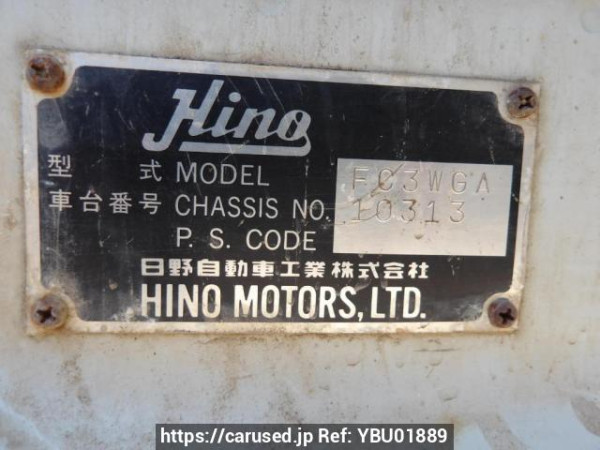 Hino
型 式 MODEL FC3WGA
車台番号 CHASSIS NO. 10313
P. S. CODE
日野自動車工業株式会社
HINO MOTORS, LTD.
https://carused.jp Ref: YBU01889